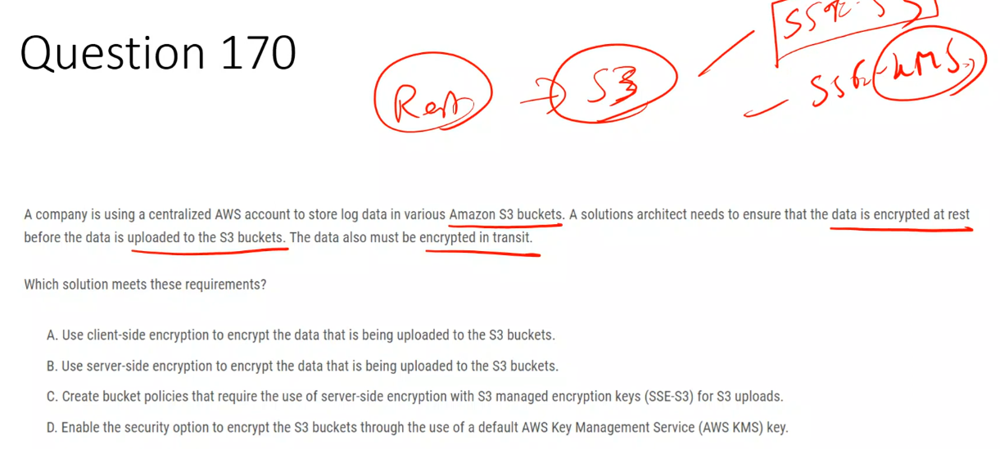 Question 170
Rest
S3
SSE-S3
SSE-KMS
A company is using a centralized AWS account to store log data in various Amazon S3 buckets. A solutions architect needs to ensure that the data is encrypted at rest
before the data is uploaded to the S3 buckets. The data also must be encrypted in transit.
Which solution meets these requirements?
A. Use client-side encryption to encrypt the data that is being uploaded to the S3 buckets.
B. Use server-side encryption to encrypt the data that is being uploaded to the S3 buckets.
C. Create bucket policies that require the use of server-side encryption with S3 managed encryption keys (SSE-S3) for S3 uploads.
D. Enable the security option to encrypt the S3 buckets through the use of a default AWS Key Management Service (AWS KMS) key.